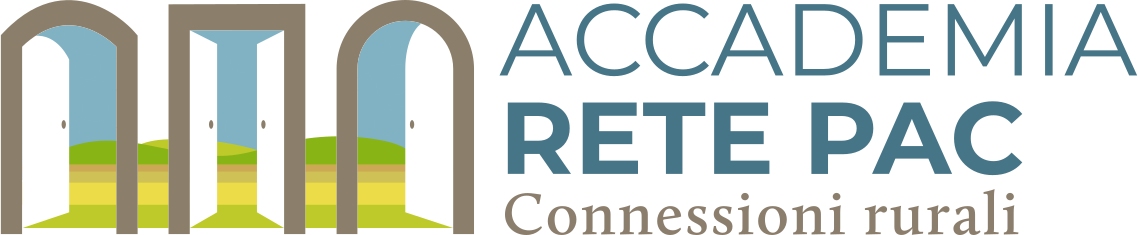 ACCADEMIA
RETE PAC
Connessioni rurali